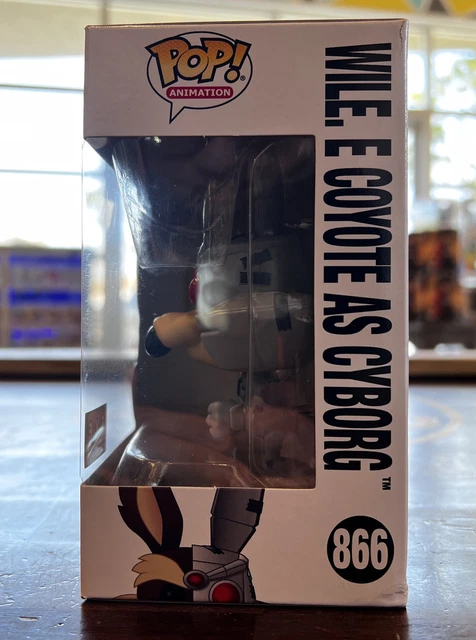 POP!
ANIMATION
WILE, E COYOTE AS CYBORG™
866